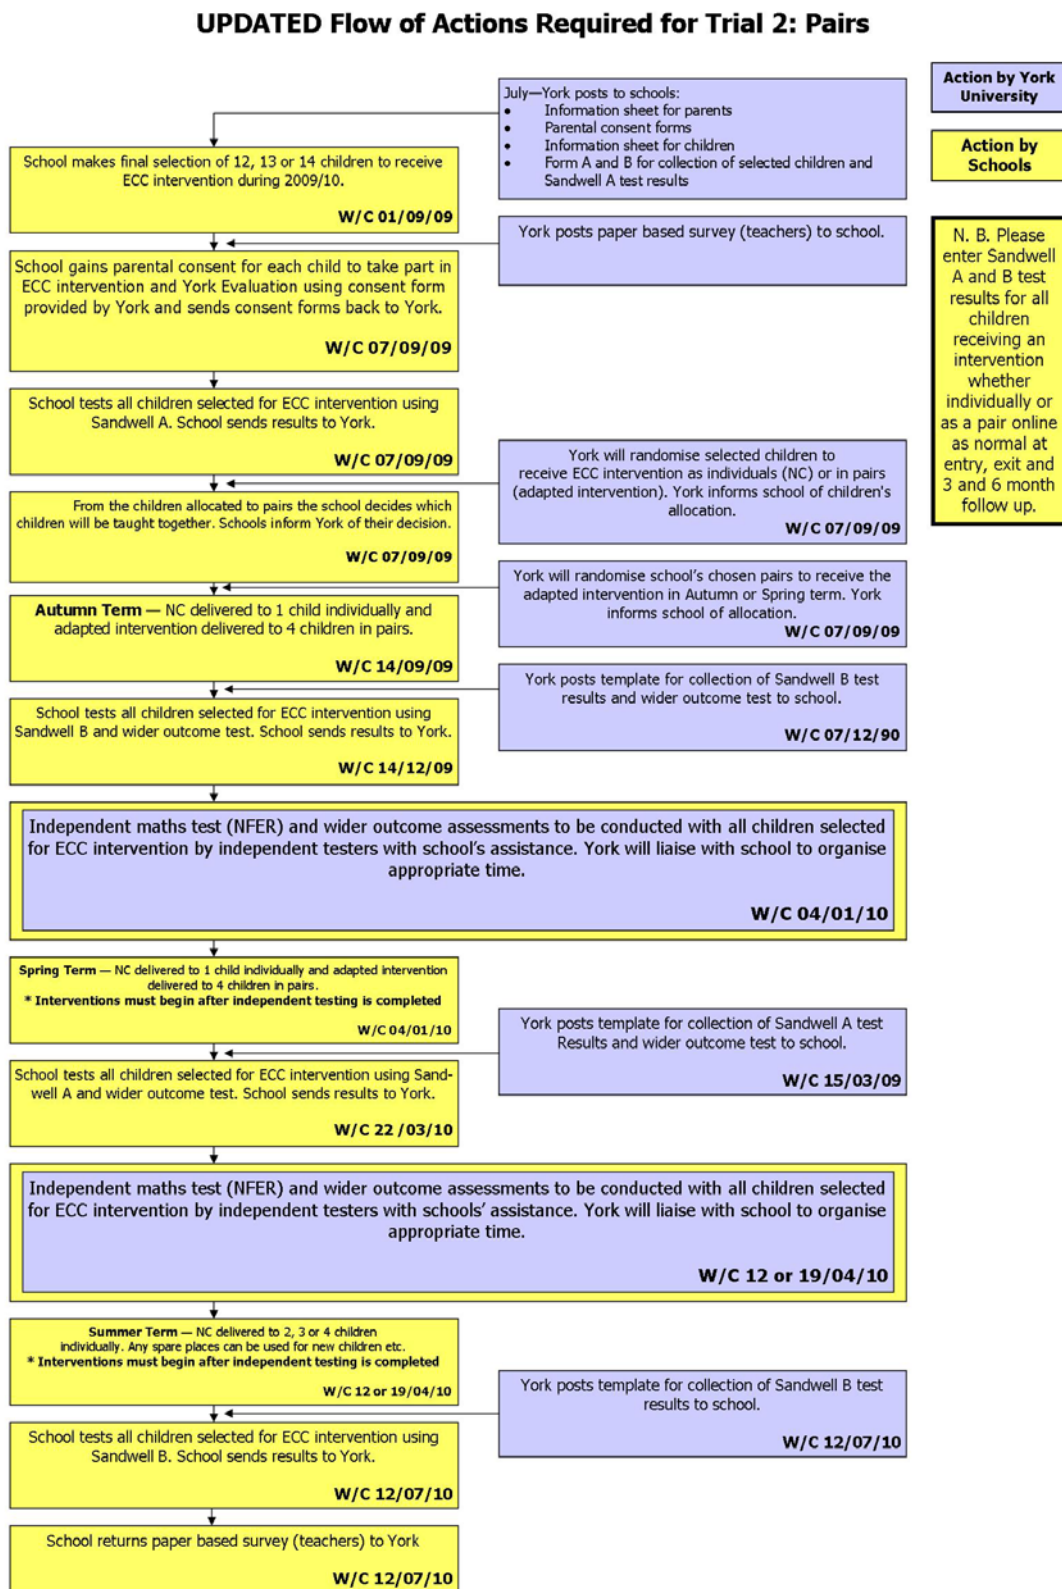 UPDATED Flow of Actions Required for Trial 2: Pairs
Action by York
University
Action by
Schools
N. B. Please
enter Sandwell
A and B test
results for all
children
receiving an
intervention
whether
individually or
as a pair online
as normal at
entry, exit and
3 and 6 month
follow up.
July—York posts to schools:
• Information sheet for parents
• Parental consent forms
• Information sheet for children
• Form A and B for collection of selected children and
Sandwell A test results
School makes final selection of 12, 13 or 14 children to receive
ECC intervention during 2009/10.
W/C 01/09/09
York posts paper based survey (teachers) to school.
School gains parental consent for each child to take part in
ECC intervention and York Evaluation using consent form
provided by York and sends consent forms back to York.
W/C 07/09/09
School tests all children selected for ECC intervention using
Sandwell A. School sends results to York.
W/C 07/09/09
York will randomise selected children to
receive ECC intervention as individuals (NC) or in pairs
(adapted intervention). York informs school of children's
allocation.
W/C 07/09/09
From the children allocated to pairs the school decides which
children will be taught together. Schools inform York of their decision.
W/C 07/09/09
York will randomise school's chosen pairs to receive the
adapted intervention in Autumn or Spring term. York
informs school of allocation.
W/C 07/09/09
Autumn Term — NC delivered to 1 child individually and
adapted intervention delivered to 4 children in pairs.
W/C 14/09/09
York posts template for collection of Sandwell B test
results and wider outcome test to school.
W/C 07/12/90
School tests all children selected for ECC intervention using
Sandwell B and wider outcome test. School sends results to York.
W/C 14/12/09
Independent maths test (NFER) and wider outcome assessments to be conducted with all children selected
for ECC intervention by independent testers with school's assistance. York will liaise with school to organise
appropriate time.
W/C 04/01/10
Spring Term — NC delivered to 1 child individually and adapted intervention
delivered to 4 children in pairs.
* Interventions must begin after independent testing is completed
W/C 04/01/10
York posts template for collection of Sandwell A test
Results and wider outcome test to school.
W/C 15/03/09
School tests all children selected for ECC intervention using Sand-
well A and wider outcome test. School sends results to York.
W/C 22 /03/10
Independent maths test (NFER) and wider outcome assessments to be conducted with all children selected
for ECC intervention by independent testers with schools' assistance. York will liaise with school to organise
appropriate time.
W/C 12 or 19/04/10
Summer Term — NC delivered to 2, 3 or 4 children
individually. Any spare places can be used for new children etc.
* Interventions must begin after independent testing is completed
W/C 12 or 19/04/10
York posts template for collection of Sandwell B test
results to school.
W/C 12/07/10
School tests all children selected for ECC intervention using
Sandwell B. School sends results to York.
W/C 12/07/10
School returns paper based survey (teachers) to York
W/C 12/07/10